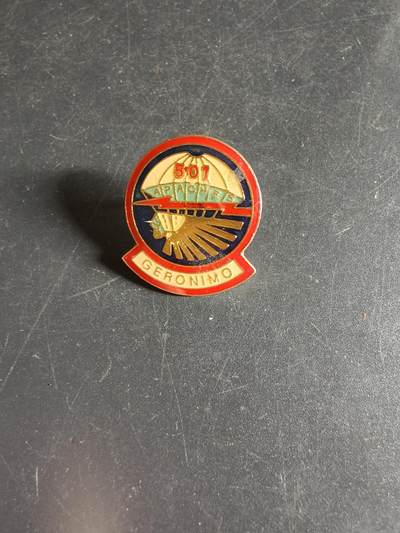 501
APACHES
GERONIMO